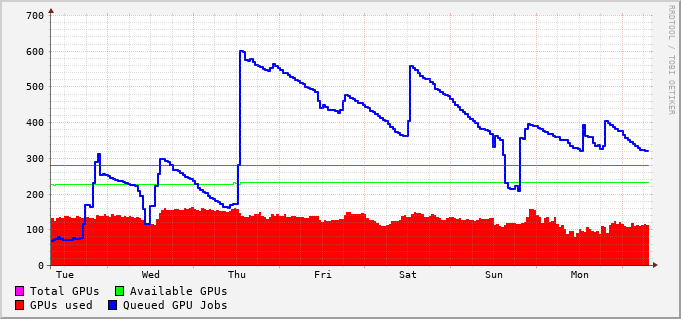 700
600
500
400
300
200
100
0
Tue Wed Thu Fri Sat Sun Mon
Total GPUs Available GPUs
GPUs used Queued GPU Jobs
RRDTOOL / TOBI OETIKER